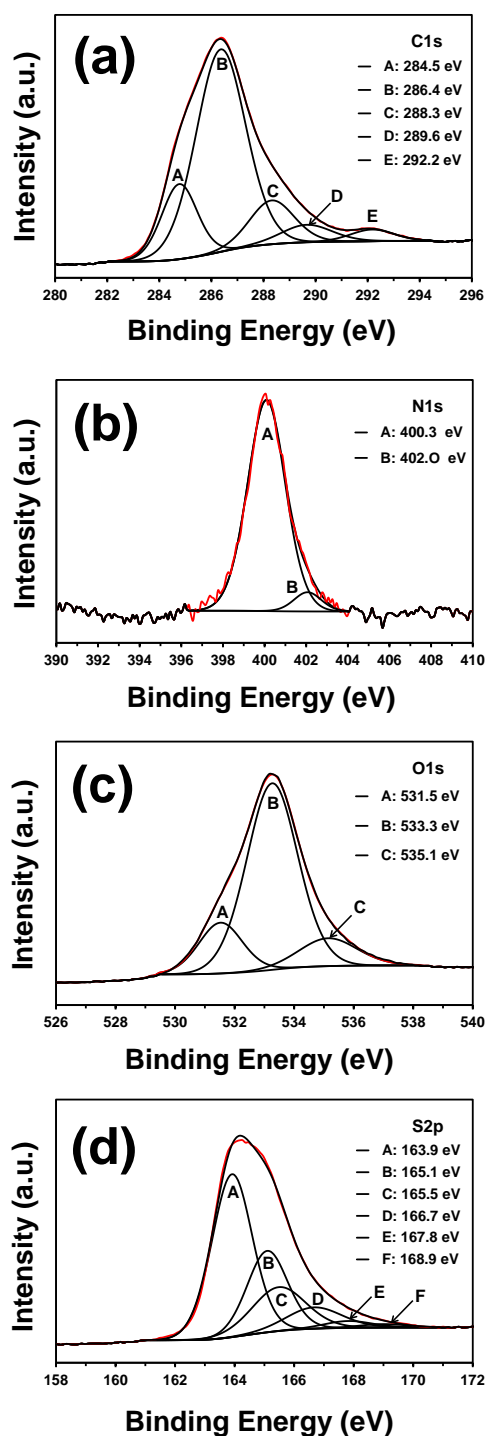 (a)
C1s
A: 284.5 eV
B: 286.4 eV
C: 288.3 eV
D: 289.6 eV
E: 292.2 eV
B
A
C
D
E
Intensity (a.u.)
280 282 284 286 288 290 292 294 296
Binding Energy (eV)
(b)
N1s
A: 400.3 eV
B: 402.O eV
A
B
Intensity (a.u.)
390 392 394 396 398 400 402 404 406 408 410
Binding Energy (eV)
(c)
O1s
A: 531.5 eV
B: 533.3 eV
C: 535.1 eV
B
A
C
Intensity (a.u.)
526 528 530 532 534 536 538 540
Binding Energy (eV)
(d)
S2p
A: 163.9 eV
B: 165.1 eV
C: 165.5 eV
D: 166.7 eV
E: 167.8 eV
F: 168.9 eV
A
B
C
D
E
F
Intensity (a.u.)
158 160 162 164 166 168 170 172
Binding Energy (eV)